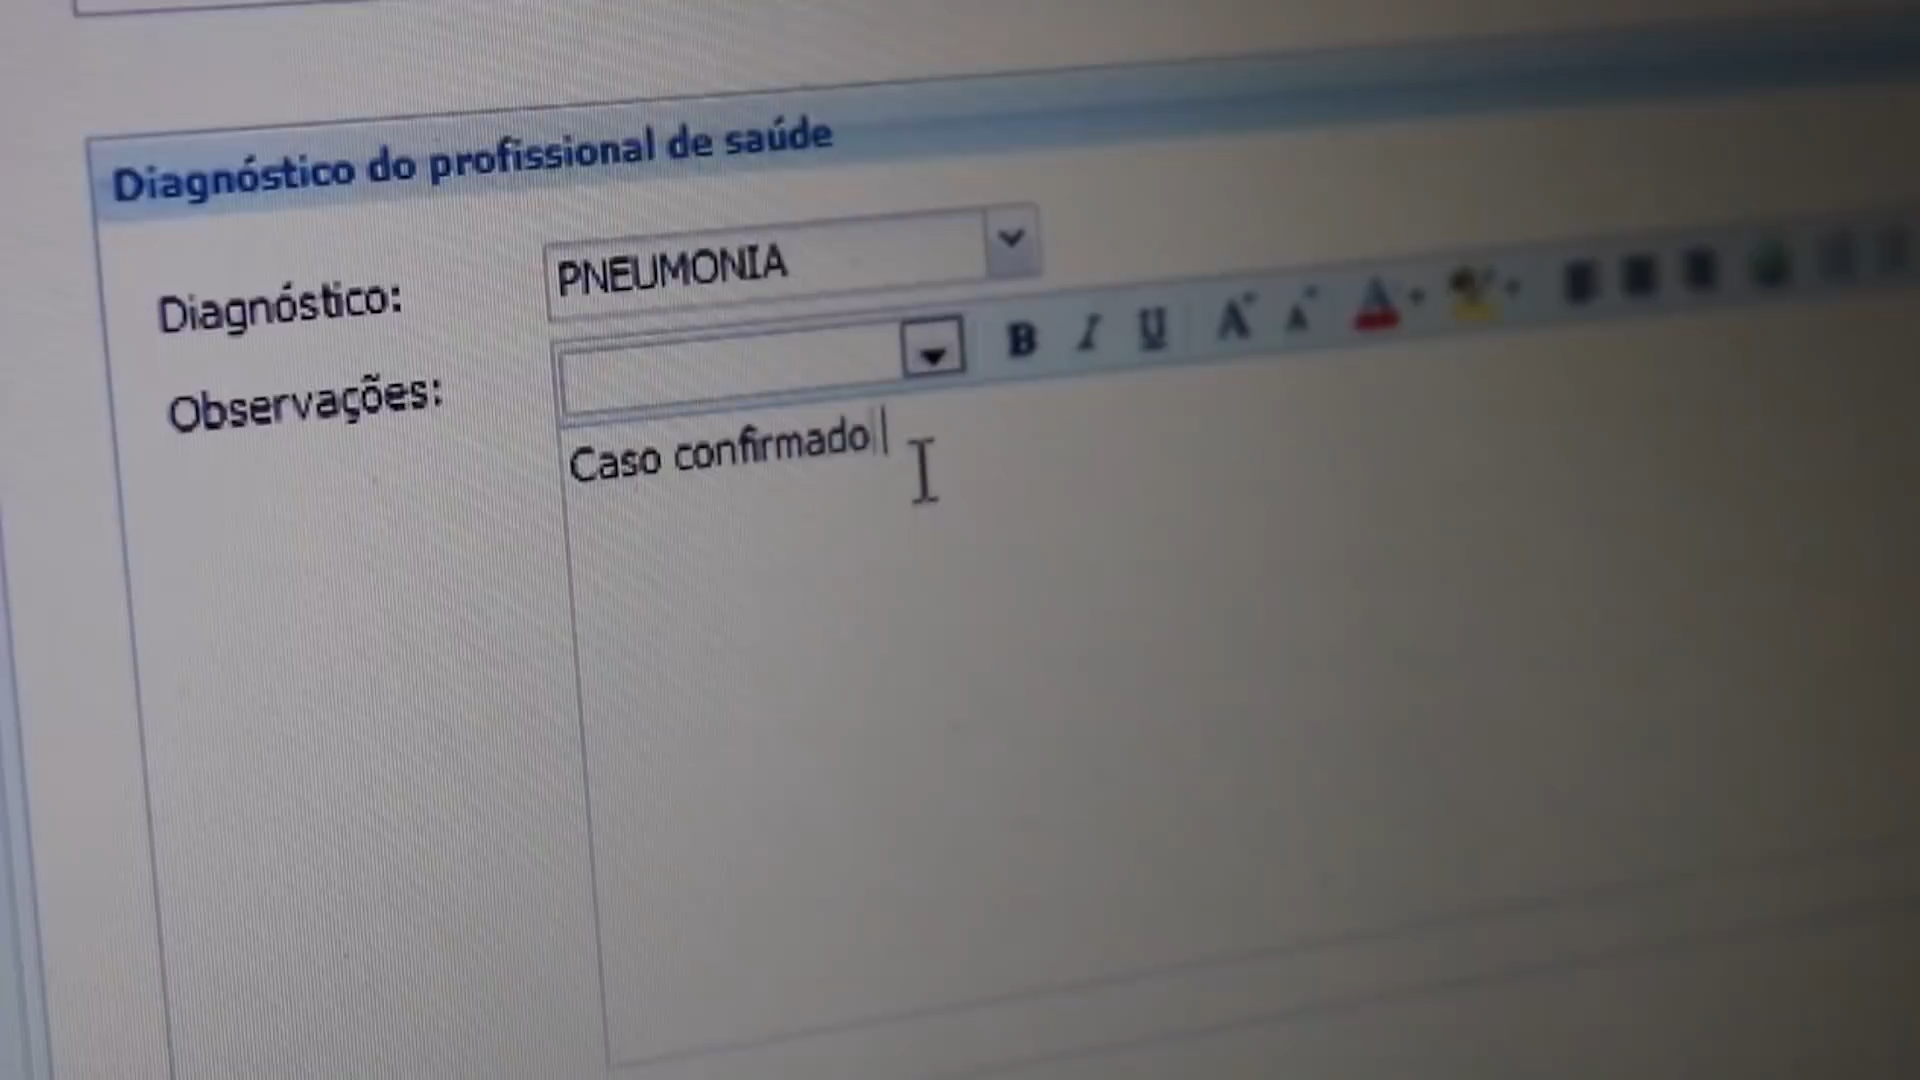 Diagnóstico do profissional de saúde
Diagnóstico: PNEUMONIA
Observações:
B I U A A A
Caso confirmado